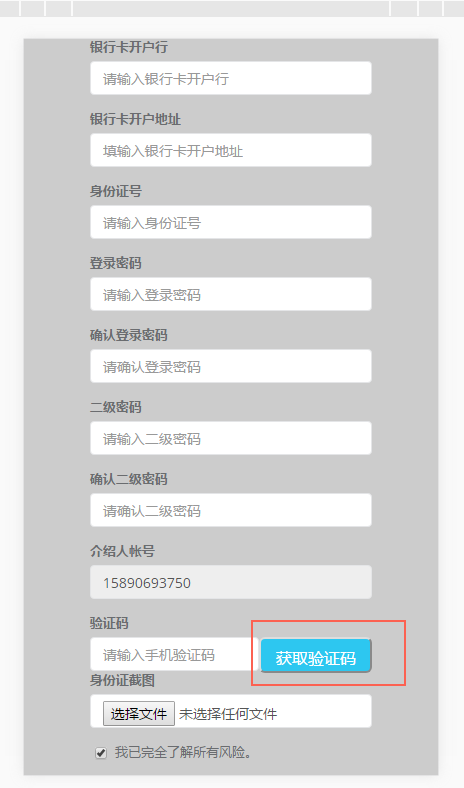 银行卡开户行
请输入银行卡开户行
银行卡开户地址
填输入银行卡开户地址
身份证号
请输入身份证号
登录密码
请输入登录密码
确认登录密码
请确认登录密码
二级密码
请输入二级密码
确认二级密码
请确认二级密码
介绍人帐号
15890693750
验证码
请输入手机验证码 获取验证码
身份证截图
选择文件 未选择任何文件
我已完全了解所有风险。